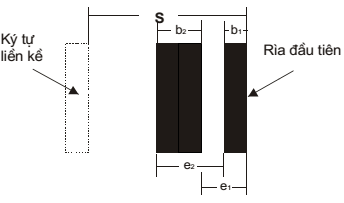 S
b₂
b₁
Ký tự
liền kề
Rìa đầu tiên
e₂
e₁